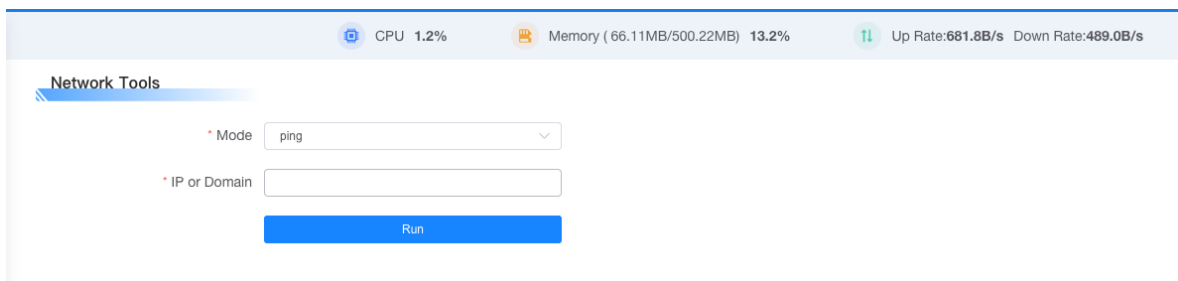 CPU 1.2% Memory ( 66.11MB/500.22MB) 13.2% Up Rate:681.8B/s Down Rate:489.0B/s
Network Tools
* Mode ping
* IP or Domain
Run